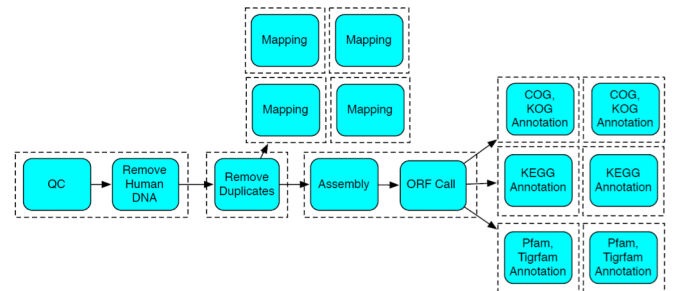 Mapping
Mapping
Mapping
Mapping
COG,
KOG
Annotation
COG,
KOG
Annotation
QC
Remove
Human
DNA
Remove
Duplicates
Assembly
ORF Call
KEGG
Annotation
KEGG
Annotation
Pfam,
Tigrfam
Annotation
Pfam,
Tigrfam
Annotation